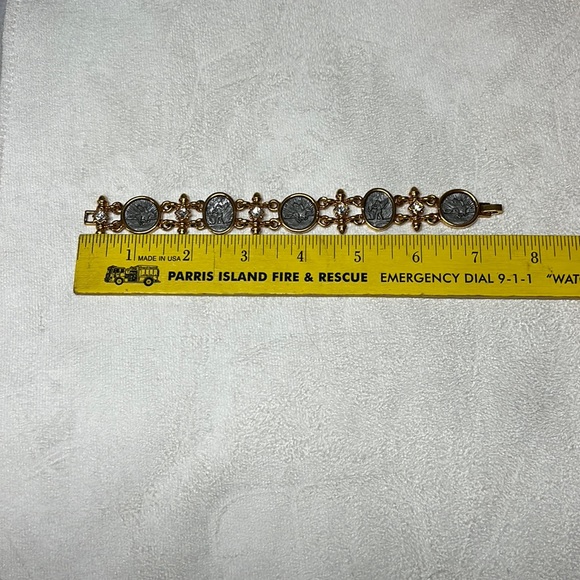 1 2 3 4 5 6 7 8
MADE IN USA
PARRIS ISLAND FIRE & RESCUE EMERGENCY DIAL 9-1-1 "WAT